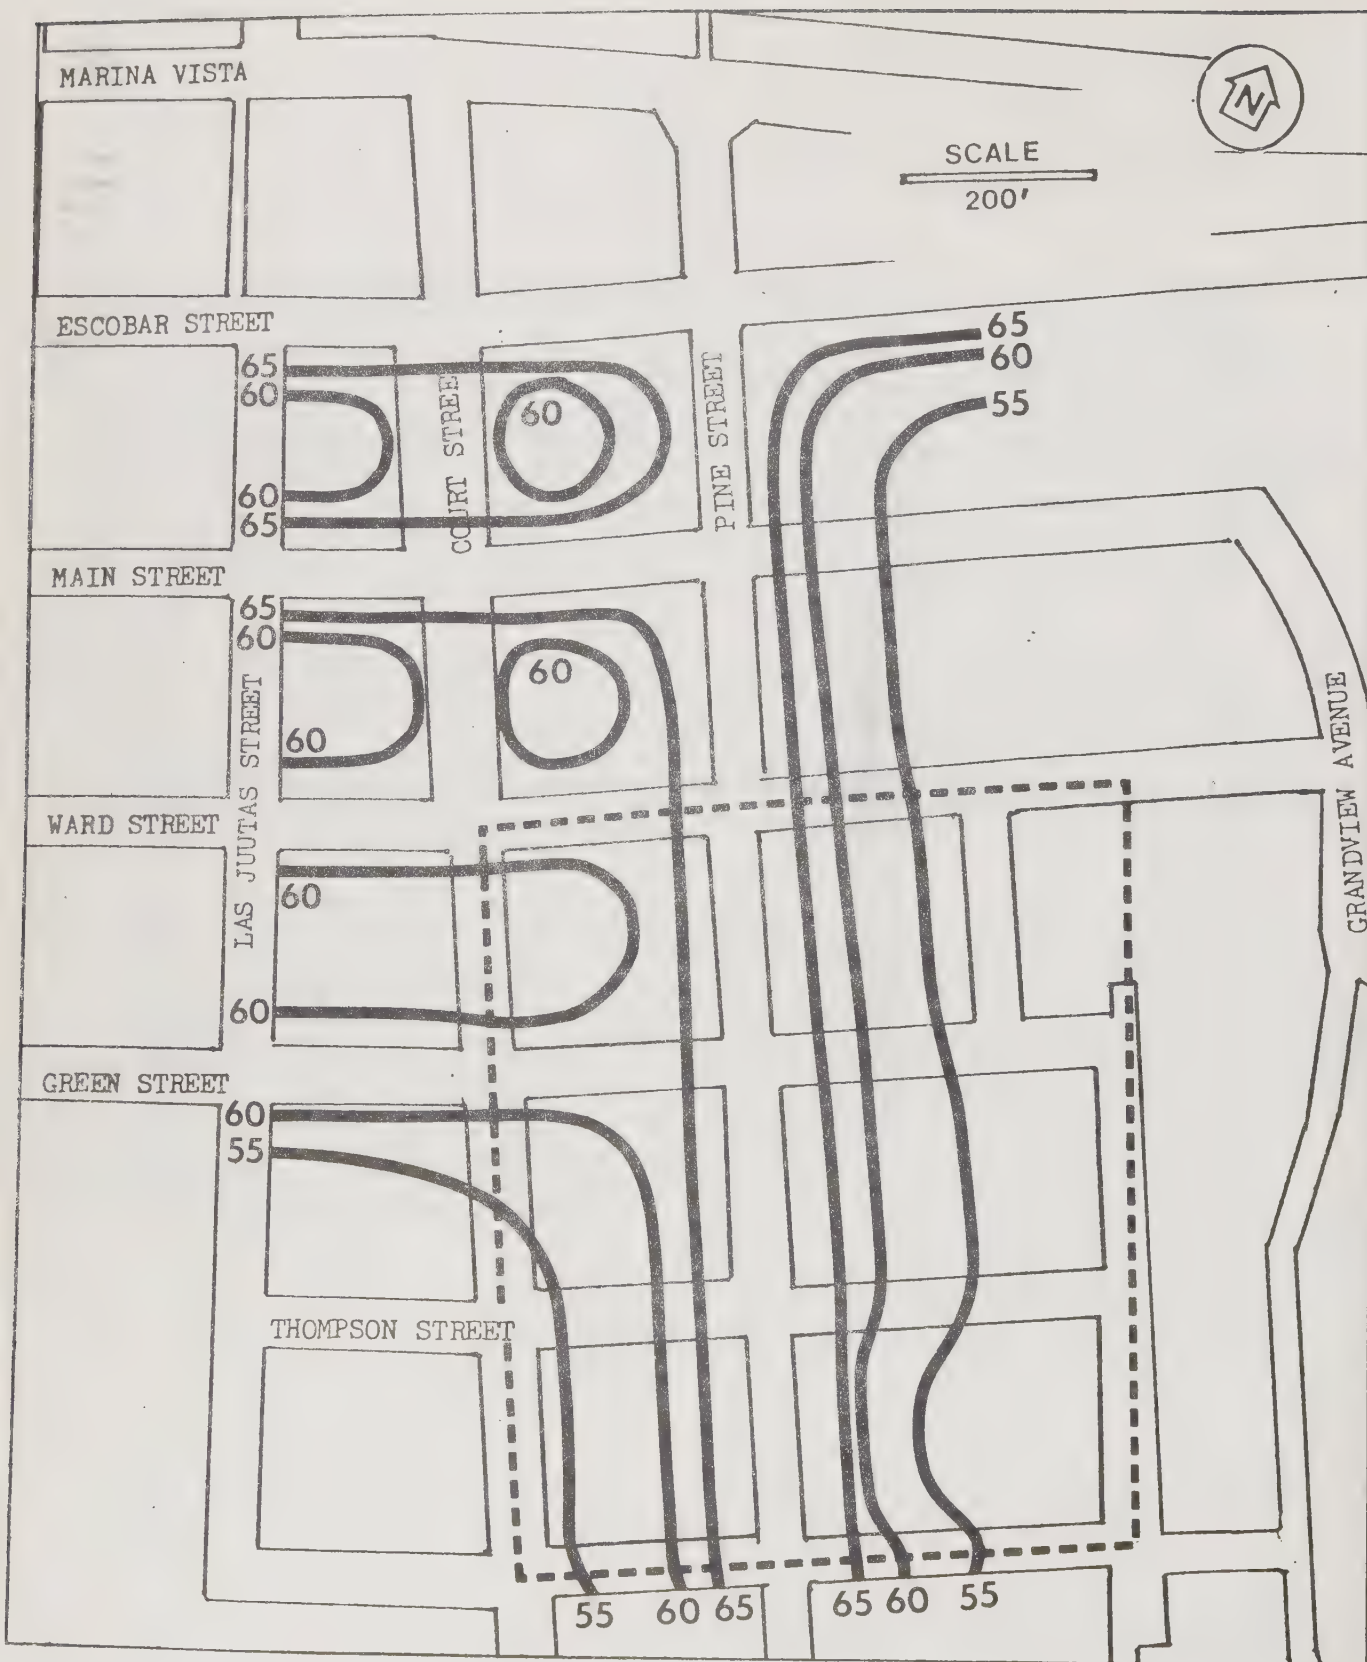 MARINA VISTA
N
SCALE
200'
ESCOBAR STREET
65
60
65
60
55
60
COURT STREET
PINE STREET
60
65
MAIN STREET
65
60
60
60
LAS JUUTAS STREET
GRANDVIEW AVENUE
WARD STREET
60
60
GREEN STREET
60
55
THOMPSON STREET
55 60 65 65 60 55